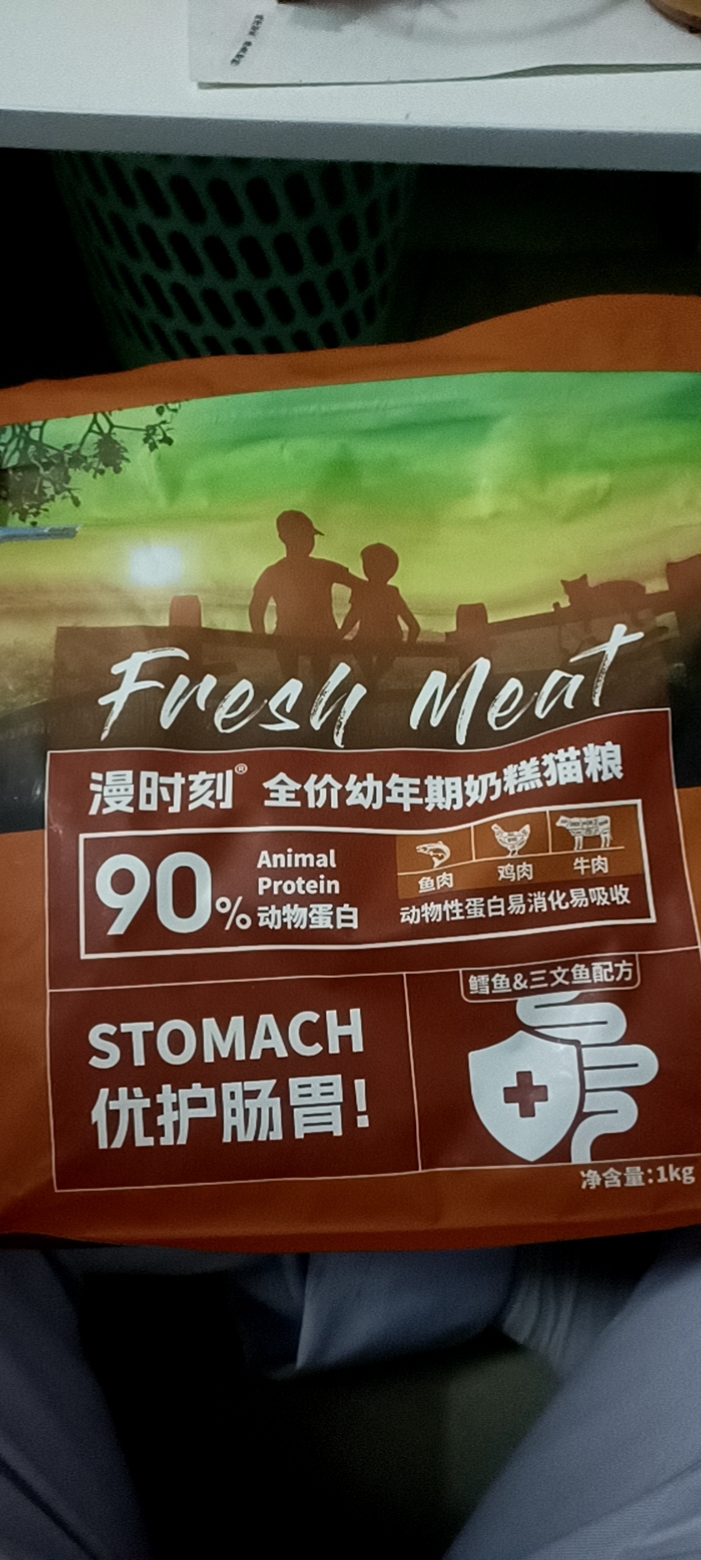 Fresh Meat
漫时刻® 全价幼年期奶糕猫粮
90% Animal
Protein
动物蛋白
鱼肉 鸡肉 牛肉
动物性蛋白易消化易吸收
鳕鱼&三文鱼配方
STOMACH
优护肠胃!
净含量:1kg